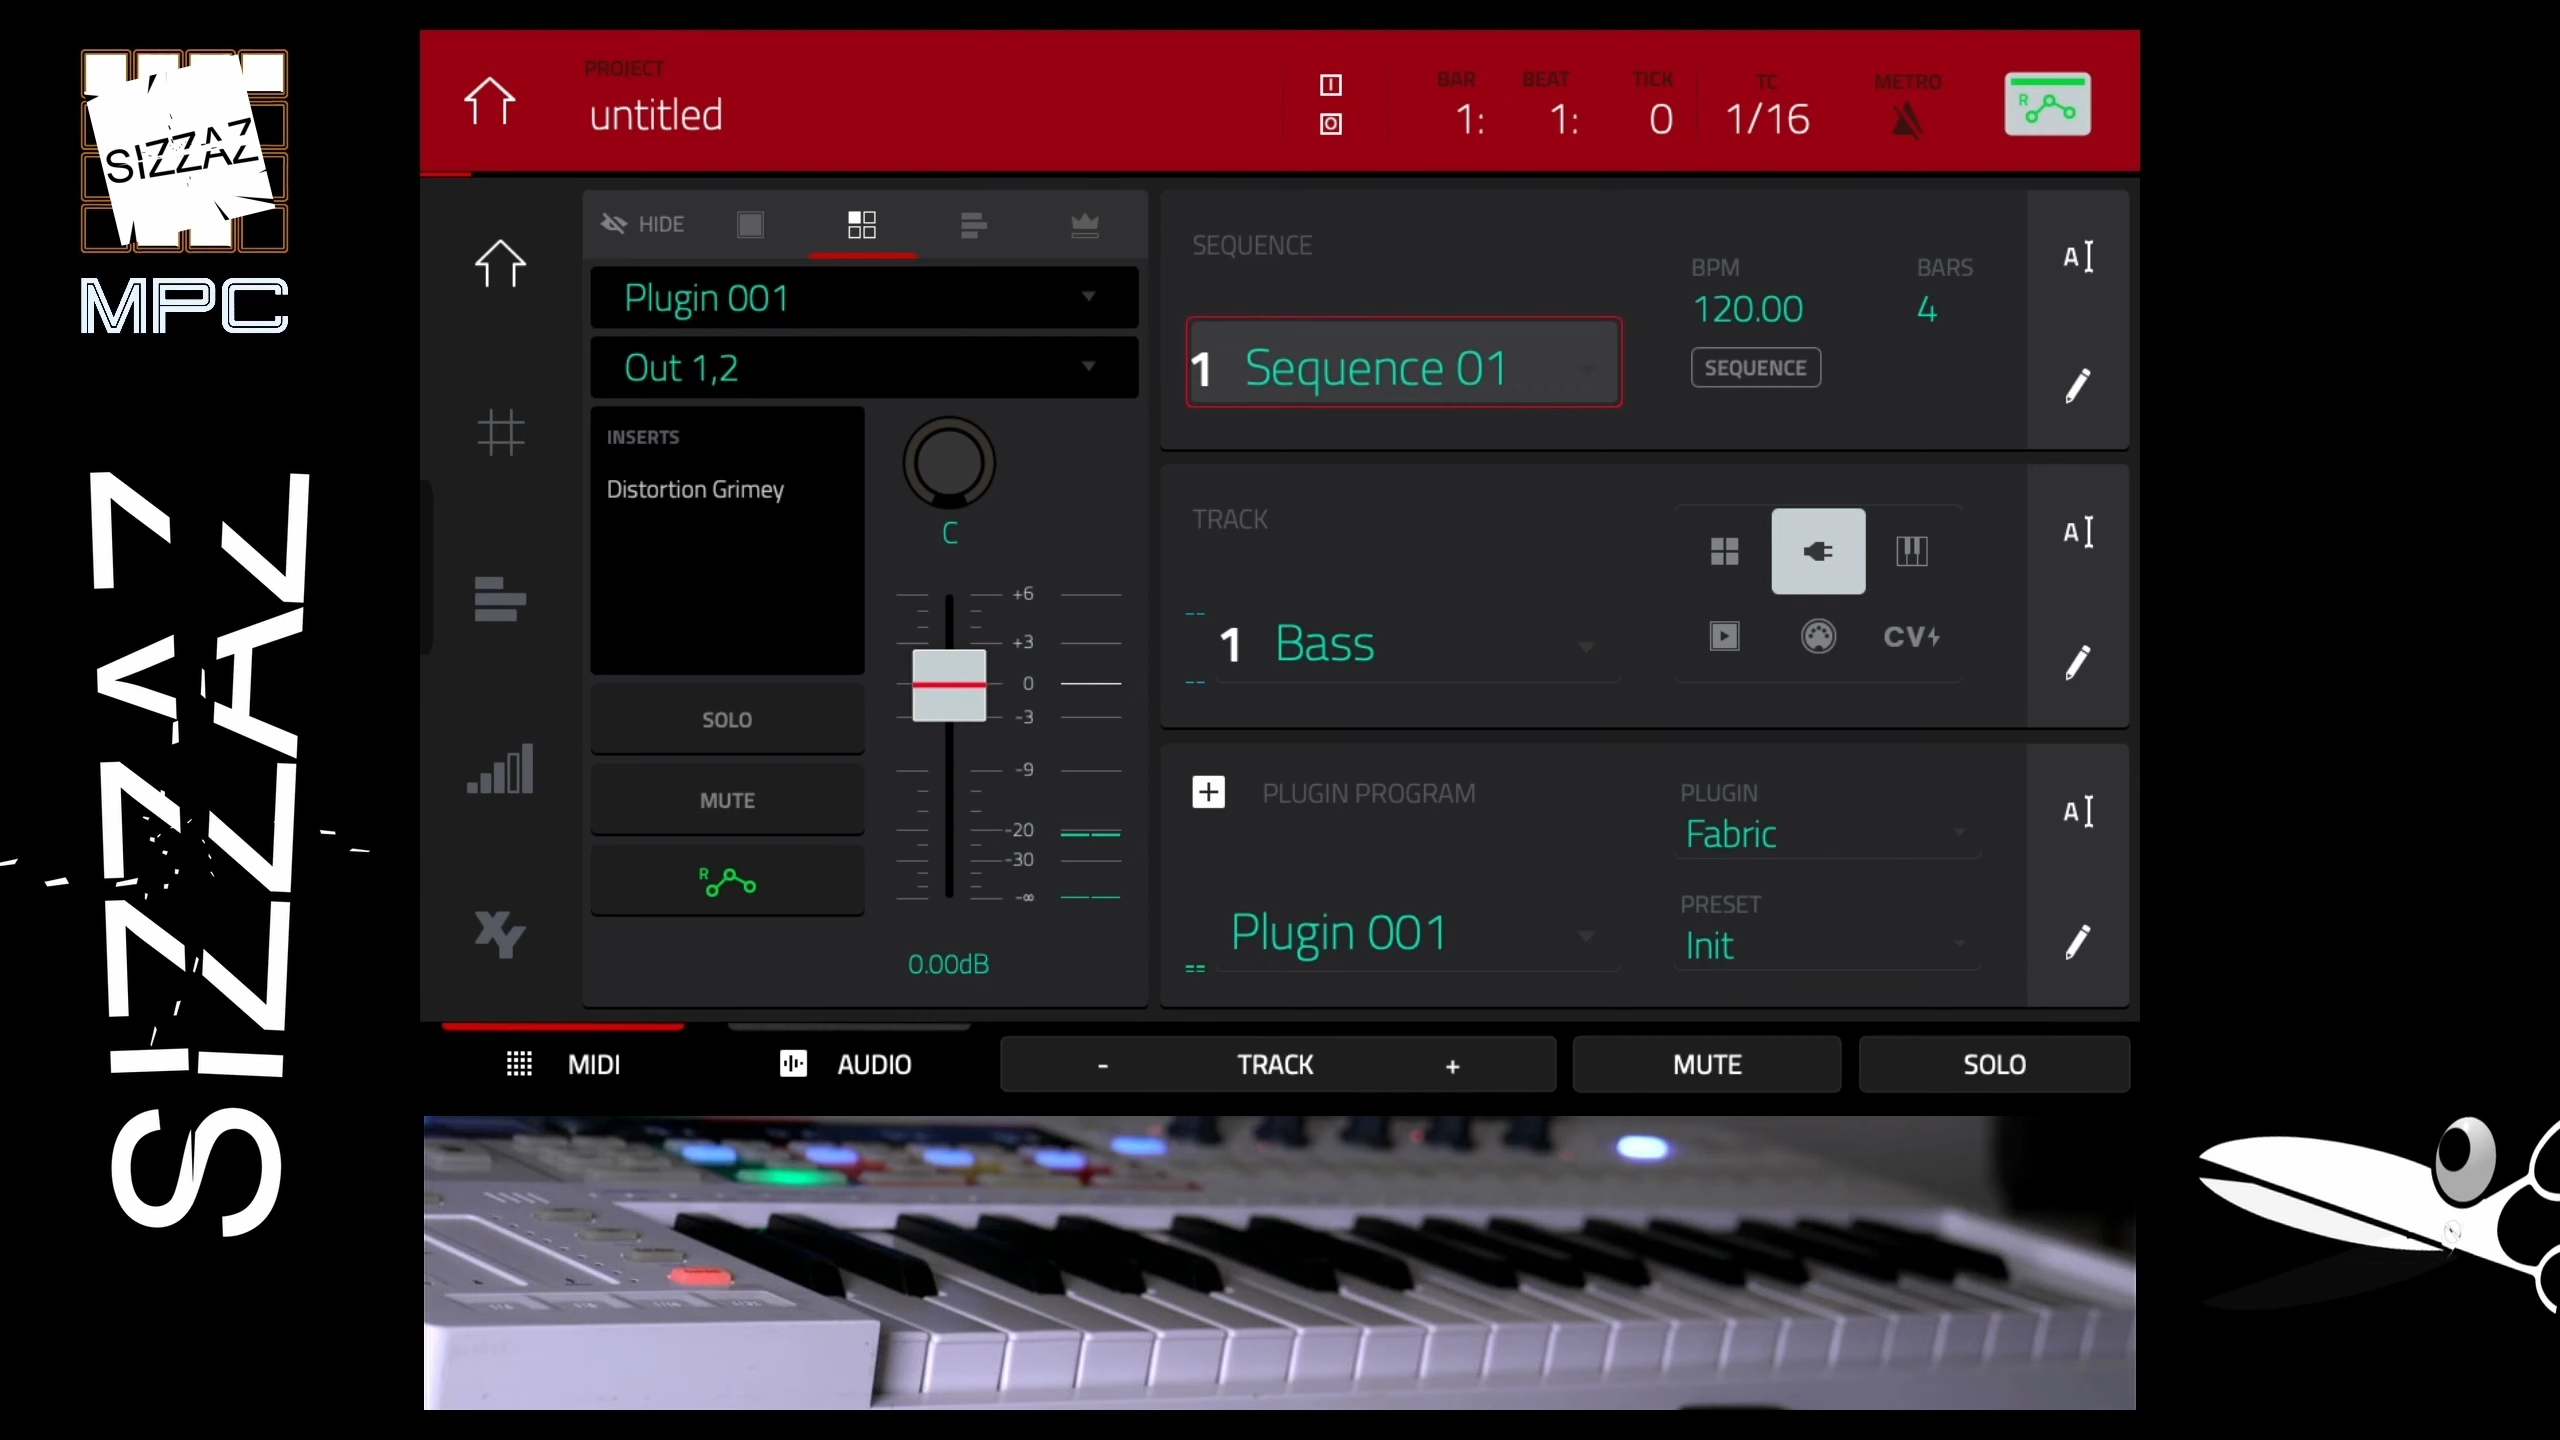 SIZZAZ
MPC
SIZZAZ
PROJECT
untitled
BAR BEAT TICK TC METRO
1: 1: 0 1/16
R
HIDE
Plugin 001
Out 1,2
INSERTS
Distortion Grimey
C
+6
+3
0
-3
-9
-20
-30
-∞
0.00dB
SOLO
MUTE
R
SEQUENCE
1 Sequence 01
BPM BARS
120.00 4
SEQUENCE
A
TRACK
1 Bass
CV
A
PLUGIN PROGRAM
Plugin 001
PLUGIN
Fabric
PRESET
Init
A
XY
MIDI AUDIO - TRACK + MUTE SOLO